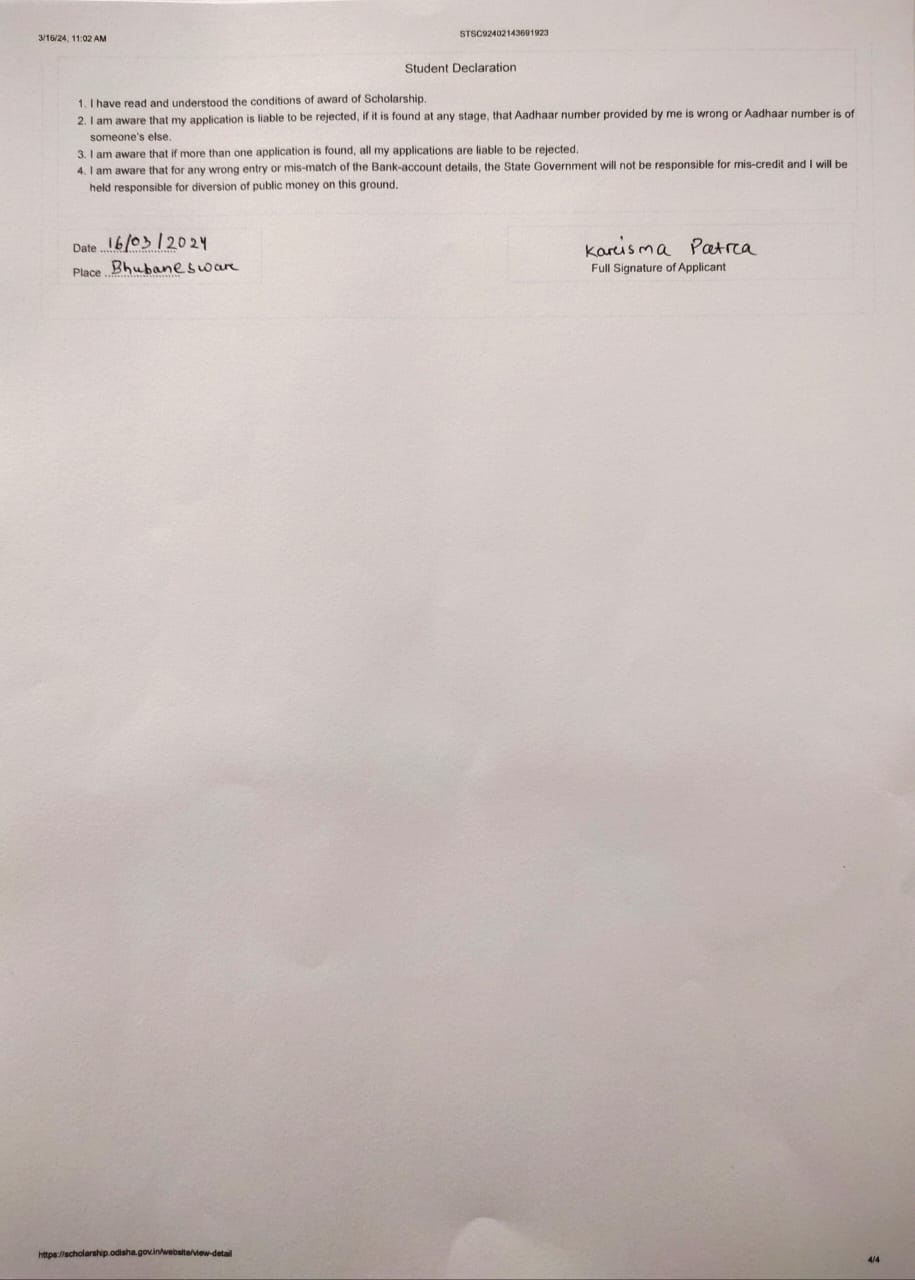 3/16/24, 11:02 AM
STSC92402143691923
Student Declaration
1. I have read and understood the conditions of award of Scholarship.
2. I am aware that my application is liable to be rejected, if it is found at any stage, that Aadhaar number provided by me is wrong or Aadhaar number is of
someone's else.
3. I am aware that if more than one application is found, all my applications are liable to be rejected.
4. I am aware that for any wrong entry or mis-match of the Bank-account details, the State Government will not be responsible for mis-credit and I will be
held responsible for diversion of public money on this ground.
Date 16/03/2024
Place Bhubaneswar
Karisma Patra
Full Signature of Applicant
https://scholarship.odisha.gov.in/website/view-detail
4/4